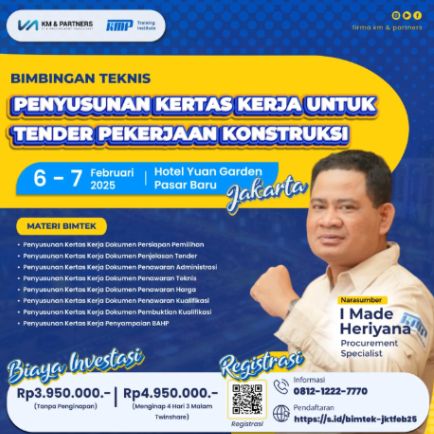 KM & PARTNERS
KMP Training Institute
firma km & partners
BIMBINGAN TEKNIS
PENYUSUNAN KERTAS KERJA UNTUK
TENDER PEKERJAAN KONSTRUKSI
6 - 7 Februari 2025
Hotel Yuan Garden
Pasar Baru
Jakarta
MATERI BIMTEK
• Penyusunan Kertas Kerja Dokumen Persiapan Pemilihan
• Penyusunan Kertas Kerja Dokumen Penjelasan Tender
• Penyusunan Kertas Kerja Dokumen Penawaran Administrasi
• Penyusunan Kertas Kerja Dokumen Penawaran Teknis
• Penyusunan Kertas Kerja Dokumen Penawaran Harga
• Penyusunan Kertas Kerja Dokumen Penawaran Kualifikasi
• Penyusunan Kertas Kerja Dokumen Pembuktian Kualifikasi
• Penyusunan Kertas Kerja Penyampaian BAHP
Narasumber
I Made
Heriyana
Procurement
Specialist
Biaya Investasi
Rp3.950.000.-
(Tanpa Penginapan)
Rp4.950.000.-
(Menginap 4 Hari 3 Malam
Twinshare)
Registrasi
Registrasi
Informasi
0812-1222-7770
Pendaftaran
https://s.id/bimtek-jktfeb25